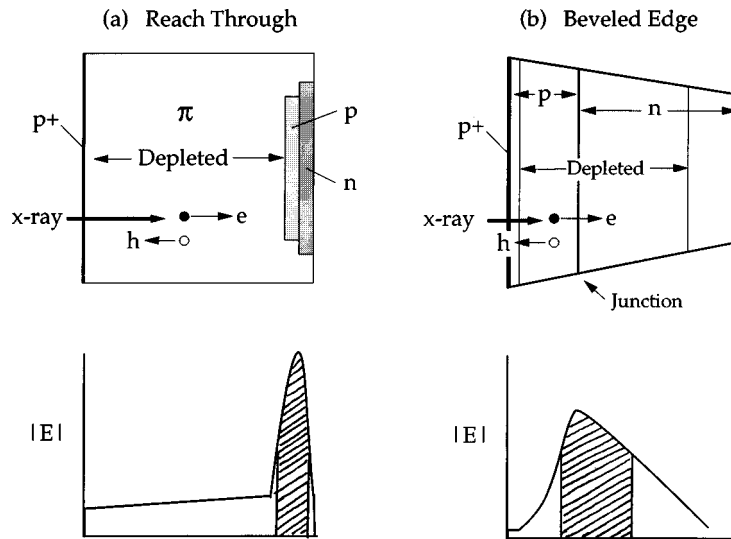 (a) Reach Through
p+
π
Depleted
p
n
x-ray
e
h
|E|
(b) Beveled Edge
p
n
p+
Depleted
x-ray
e
h
Junction
|E|